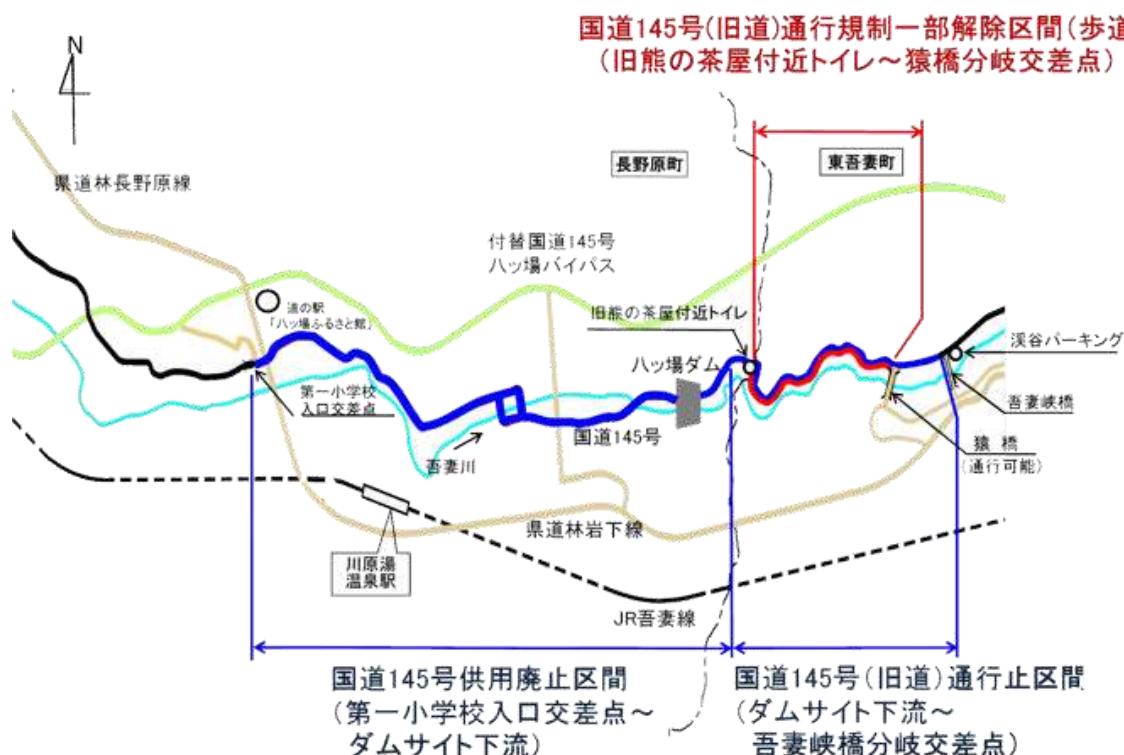 国道145号(旧道)通行規制一部解除区間(歩道
(旧熊の茶屋付近トイレ～猿橋分岐交差点)
N
長野原町
東吾妻町
県道林長野原線
付替国道145号
八ッ場バイパス
道の駅
「八ッ場ふるさと館」
旧熊の茶屋付近トイレ
渓谷パーキング
八ッ場ダム
第一小学校
入口交差点
吾妻峡橋
国道145号
猿橋
(通行可能)
吾妻川
県道林岩下線
川原湯
温泉駅
JR吾妻線
国道145号供用廃止区間
(第一小学校入口交差点～
ダムサイト下流)
国道145号(旧道)通行止区間
(ダムサイト下流～
吾妻峡橋分岐交差点)